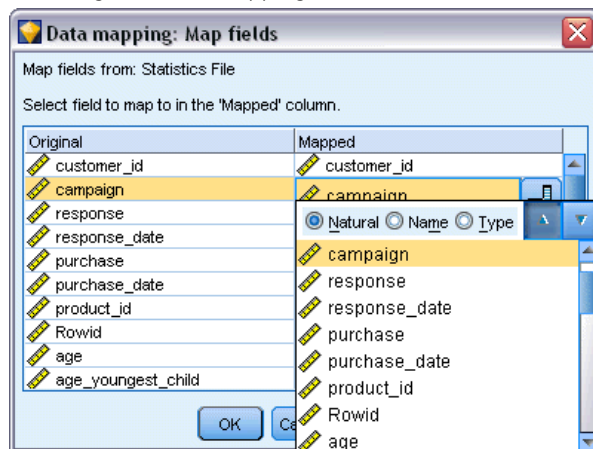 Data mapping: Map fields
Map fields from: Statistics File
Select field to map to in the 'Mapped' column.
Original Mapped
customer_id customer_id
campaign campaign
response
response_date
purchase
purchase_date
product_id
Rowid
age
age_youngest_child
Natural Name Type
campaign
response
response_date
purchase
purchase_date
product_id
Rowid
age
OK